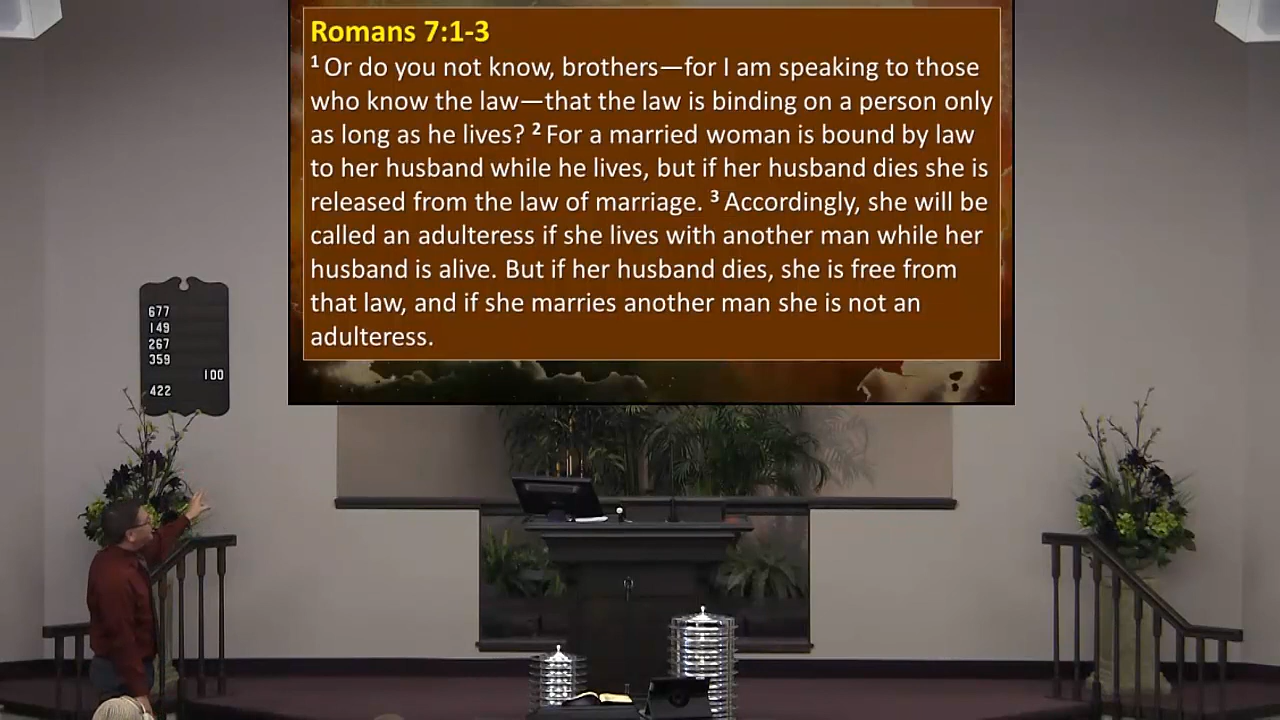 Romans 7:1-3
1 Or do you not know, brothers—for I am speaking to those
who know the law—that the law is binding on a person only
as long as he lives? 2 For a married woman is bound by law
to her husband while he lives, but if her husband dies she is
released from the law of marriage. 3 Accordingly, she will be
called an adulteress if she lives with another man while her
husband is alive. But if her husband dies, she is free from
that law, and if she marries another man she is not an
adulteress.
677
149
267
359
100
422